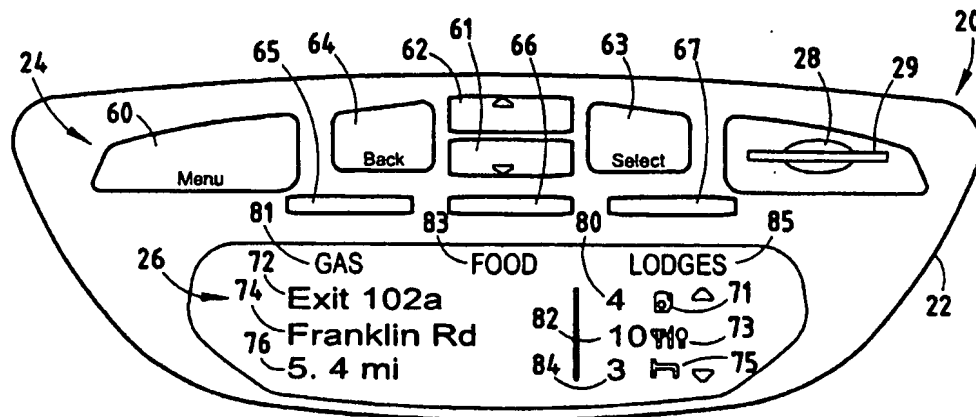 61
20
64 62 66 67
24 65 63 28
60 29
Back Select
Menu
81 83 80 85
72 GAS FOOD LODGES
26
74 Exit 102a 4 71
22
Franklin Rd 82 10 73
76
5. 4 mi 84 3 75